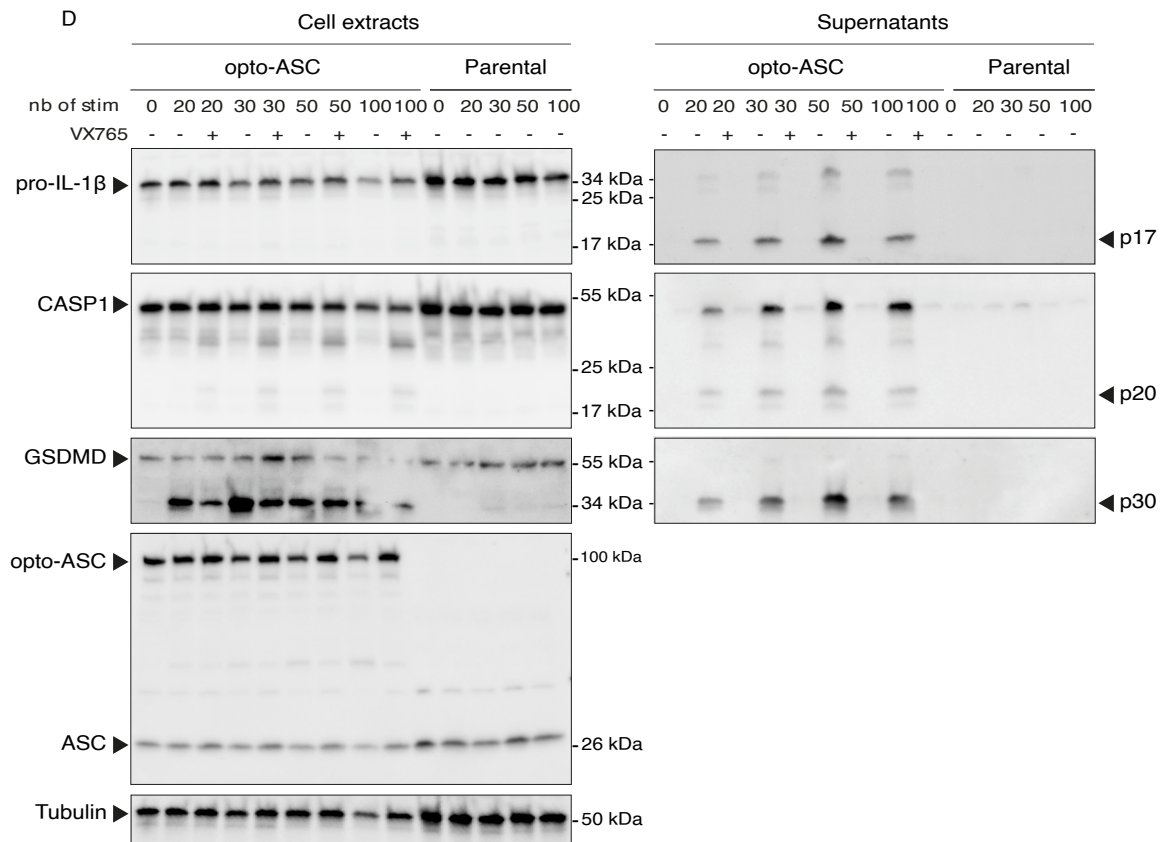 D
Cell extracts
Supernatants
opto-ASC
Parental
opto-ASC
Parental
nb of stim 0 20 20 30 30 50 50 100 100 0 20 30 50 100
0 20 20 30 30 50 50 100 100 0 20 30 50 100
VX765 - - + - + - + - + - - - - -
- - + - + - + - + - - - - -
pro-IL-1β
34 kDa -
25 kDa -
17 kDa -
p17
CASP1
55 kDa -
25 kDa -
17 kDa -
p20
GSDMD
55 kDa -
34 kDa -
p30
opto-ASC
100 kDa
ASC
26 kDa
Tubulin
50 kDa